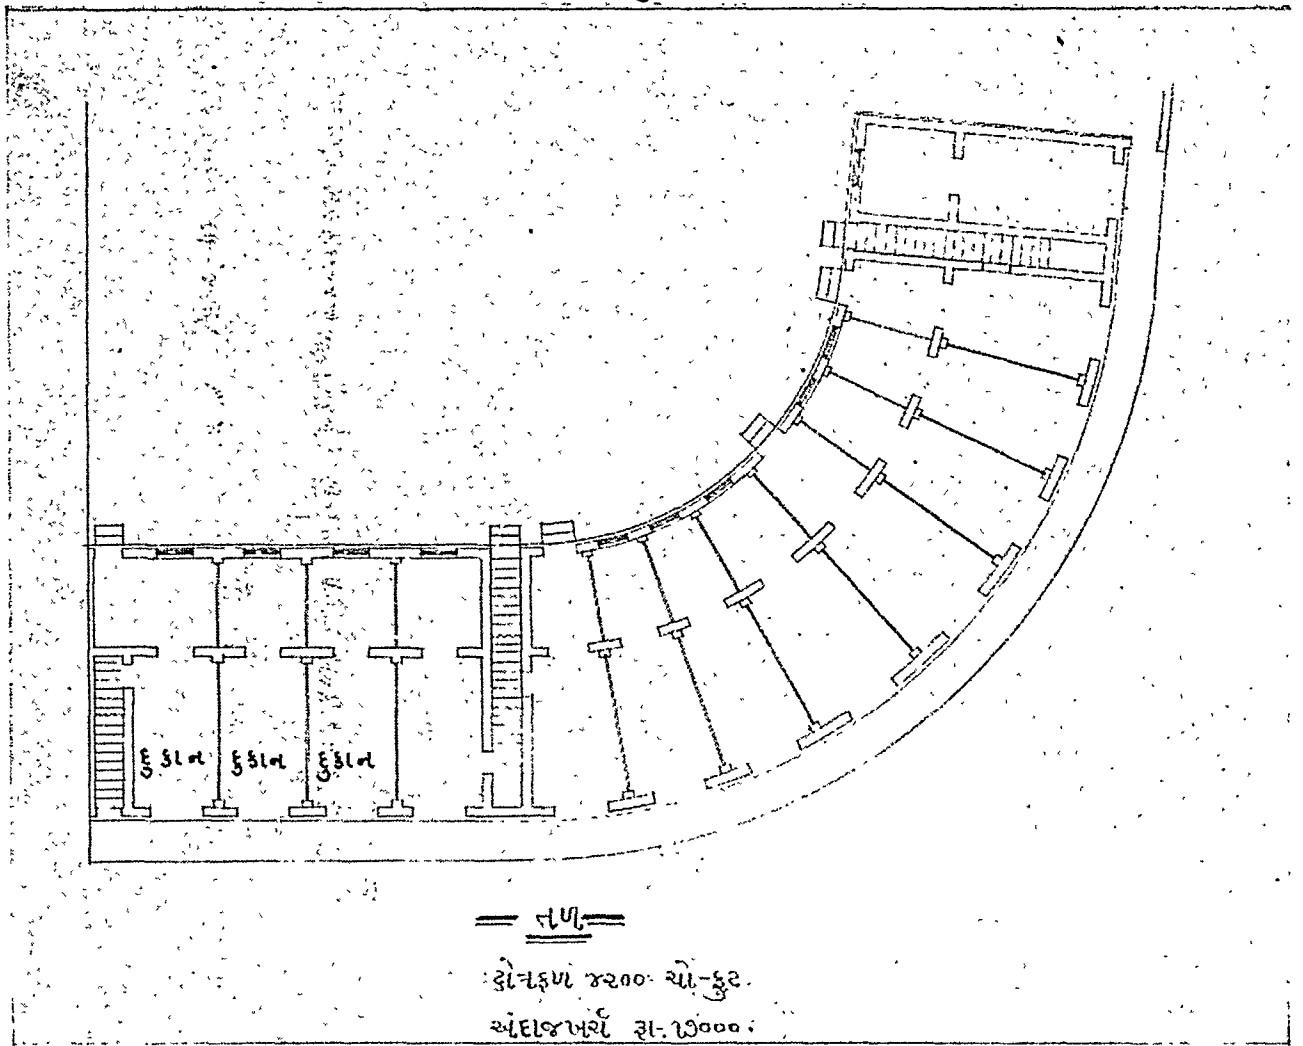 દુકાન દુકાન દુકાન
તળ
ક્ષેત્રફળ ૪૨૦૦ ચો-ફુટ.
અંદાજખર્ચ રૂા. ૧૭૦૦૦.